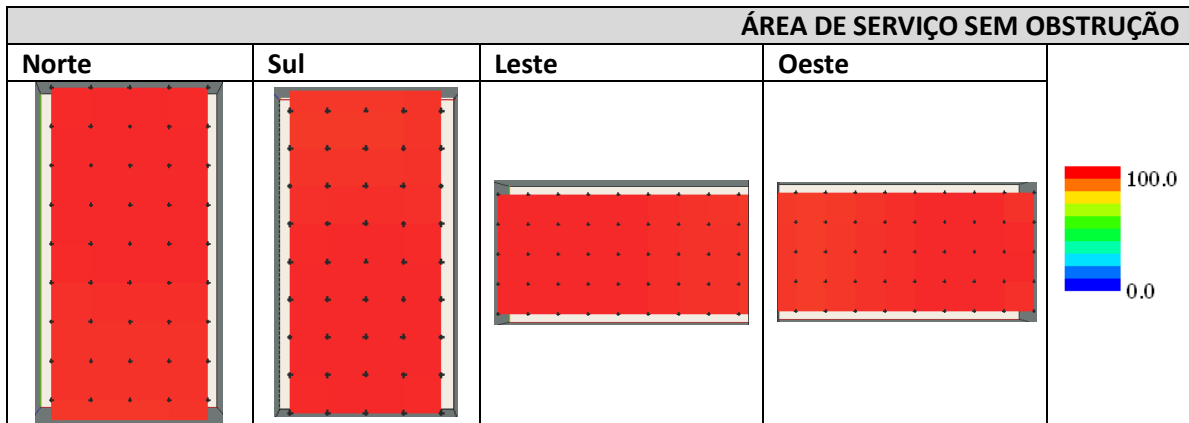 ÁREA DE SERVIÇO SEM OBSTRUÇÃO
Norte
Sul
Leste
Oeste
100.0
0.0